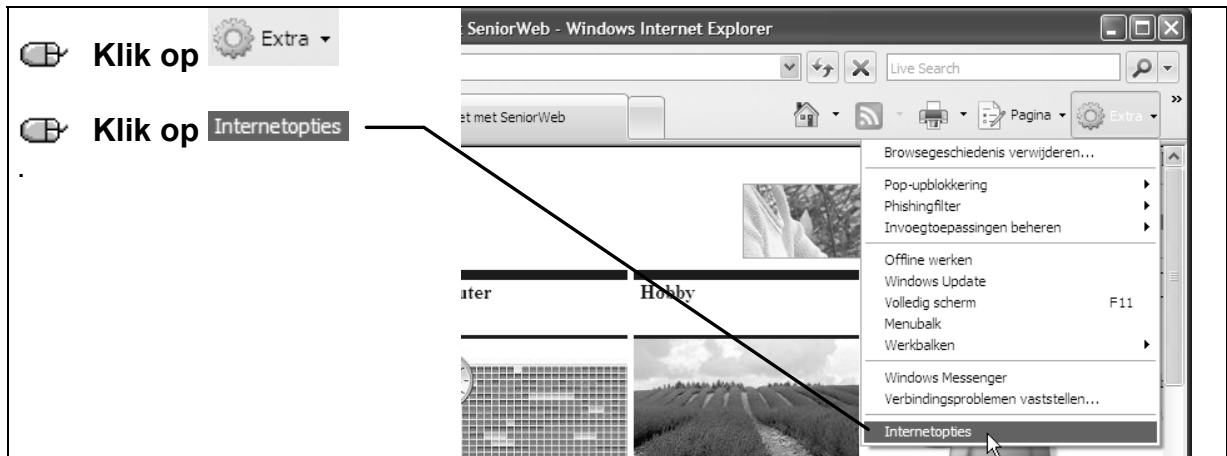 Klik op Extra
Klik op Internetopties
.
SeniorWeb - Windows Internet Explorer
Live Search
et met SeniorWeb
Pagina
Extra
»
Browsegeschiedenis verwijderen...
Pop-upblokkering
Phishingfilter
Invoegtoepassingen beheren
Offline werken
Windows Update
Volledig scherm F11
Menubalk
Werkbalken
Windows Messenger
Verbindingsproblemen vaststellen...
Internetopties
uter
Hobby